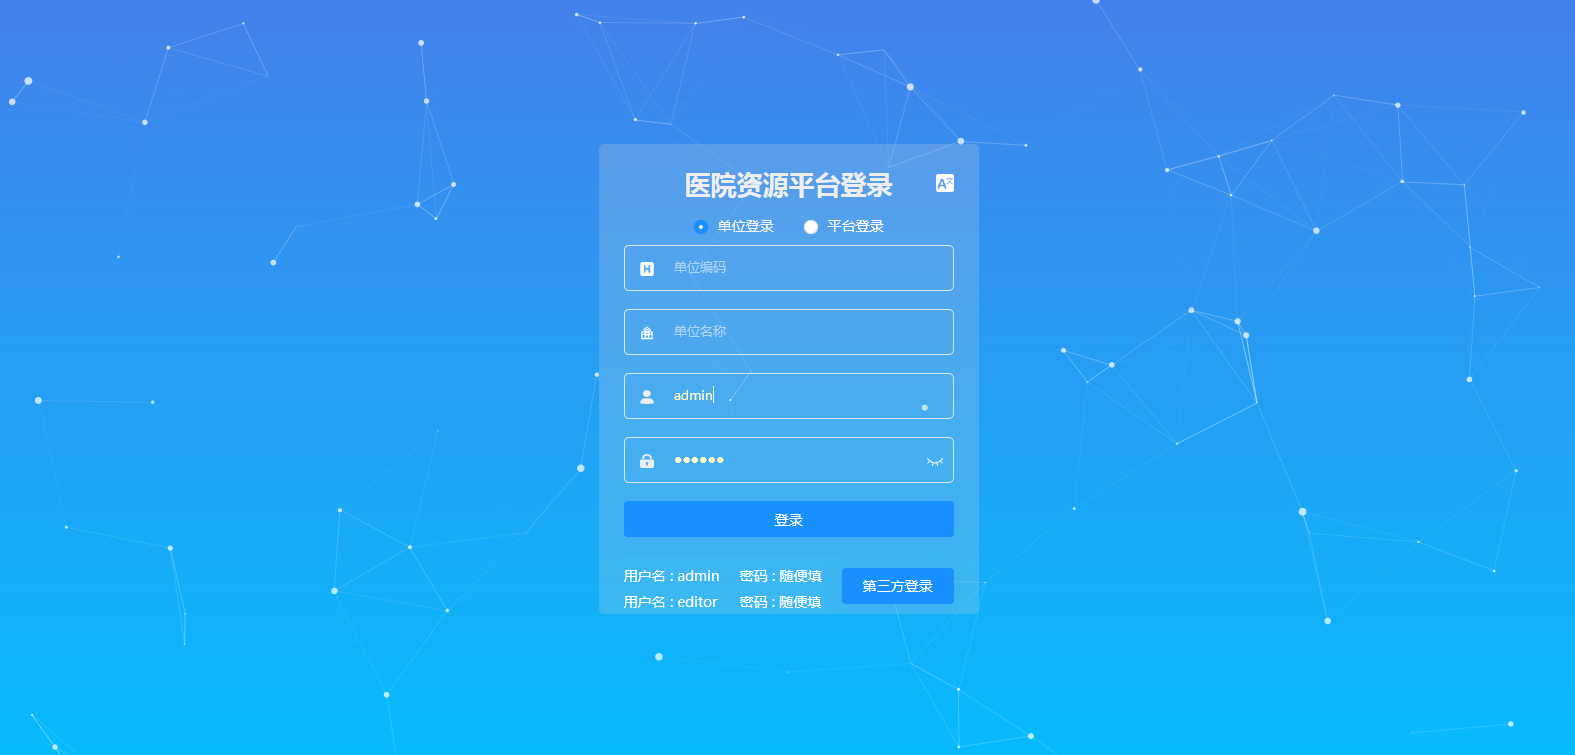 医院资源平台登录
单位登录 平台登录
单位编码
单位名称
admin
••••••
登录
用户名 : admin 密码 : 随便填
用户名 : editor 密码 : 随便填
第三方登录